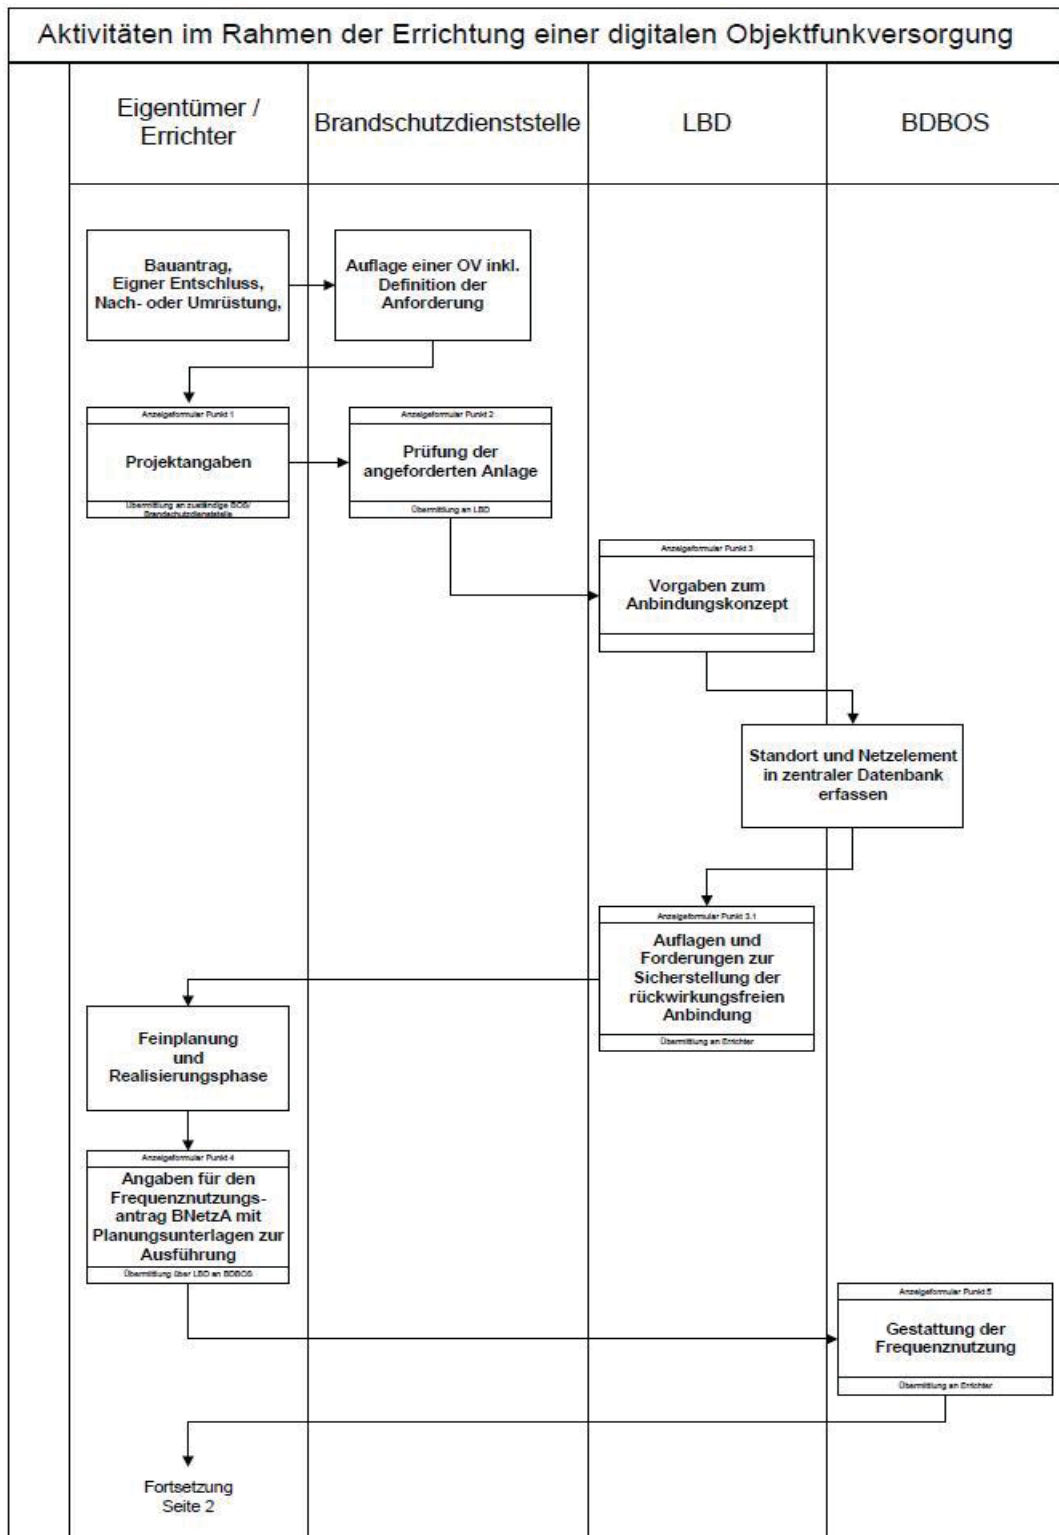 Aktivitäten im Rahmen der Errichtung einer digitalen Objektfunkversorgung
Eigentümer /
Errichter
Brandschutzdienststelle
LBD
BDBOS
Bauantrag,
Eigner Entschluss,
Nach- oder Umrüstung,
Auflage einer OV inkl.
Definition der
Anforderung
Anzeigeformular Punkt 1
Projektangaben
Übermittlung an zuständige BOS/
Brandschutzdienststelle
Anzeigeformular Punkt 2
Prüfung der
angeforderten Anlage
Übermittlung an LBD
Anzeigeformular Punkt 3
Vorgaben zum
Anbindungskonzept
Standort und Netzelement
in zentraler Datenbank
erfassen
Anzeigeformular Punkt 3.1
Auflagen und
Forderungen zur
Sicherstellung der
rückwirkungsfreien
Anbindung
Übermittlung an Errichter
Feinplanung
und
Realisierungsphase
Anzeigeformular Punkt 4
Angaben für den
Frequenznutzungs-
antrag BNetzA mit
Planungsunterlagen zur
Ausführung
Übermittlung über LBD an BDBOS
Anzeigeformular Punkt 5
Gestattung der
Frequenznutzung
Übermittlung an Errichter
Fortsetzung
Seite 2